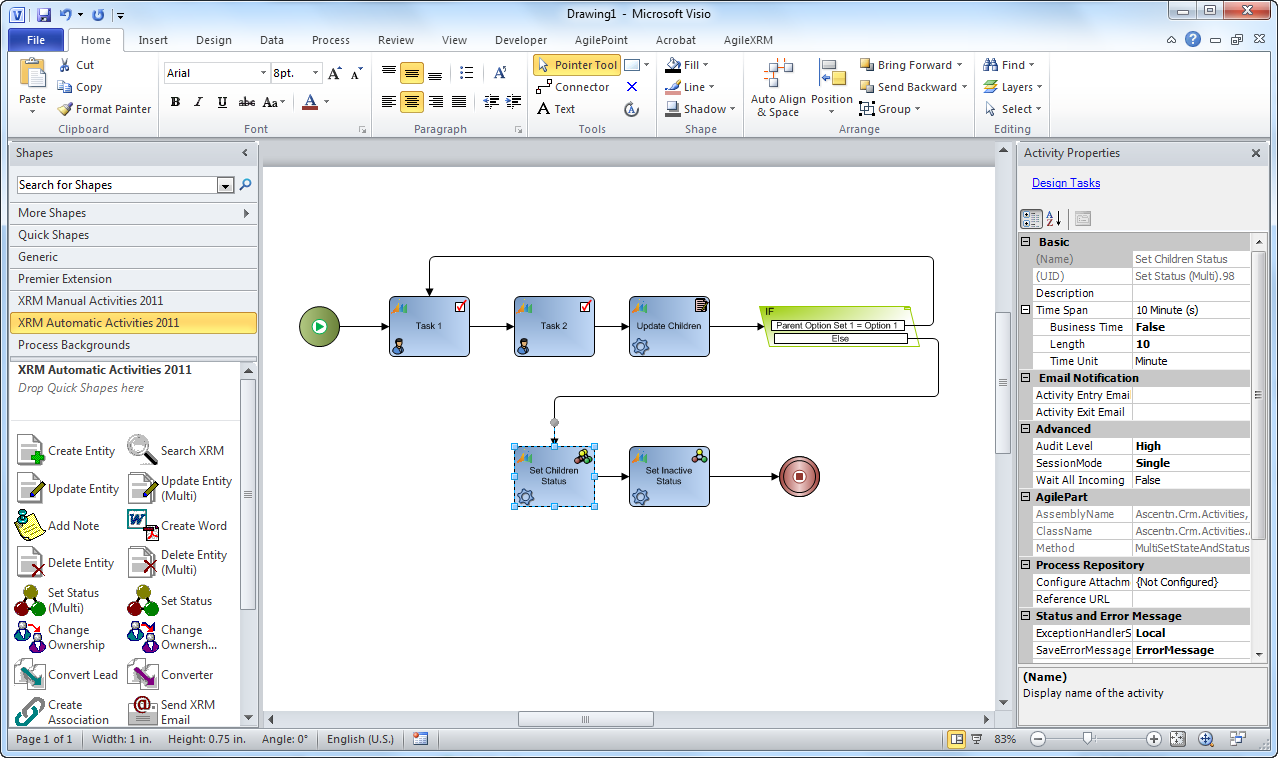 Drawing1 - Microsoft Visio
File Home Insert Design Data Process Review View Developer AgilePoint Acrobat AgileXRM
Paste
Cut
Copy
Format Painter
Clipboard
Arial 8pt.
B I U abc Aa A
Font
Paragraph
Pointer Tool
Connector
A Text
Tools
Fill
Line
Shadow
Shape
Auto Align
& Space
Position
Bring Forward
Send Backward
Group
Arrange
Find
Layers
Select
Editing
Shapes
Search for Shapes
More Shapes
Quick Shapes
Generic
Premier Extension
XRM Manual Activities 2011
XRM Automatic Activities 2011
Process Backgrounds
XRM Automatic Activities 2011
Drop Quick Shapes here
Create Entity
Search XRM
Update Entity
Update Entity
(Multi)
Add Note
Create Word
Delete Entity
Delete Entity
(Multi)
Set Status
(Multi)
Set Status
Change
Ownership
Change
Ownersh...
Convert Lead
Converter
Create
Association
Send XRM
Email
Task 1
Task 2
Update Children
IF
Parent Option Set 1 = Option 1
Else
Set Children
Status
Set Inactive
Status
Activity Properties
Design Tasks
Basic
(Name) Set Children Status
(UID) Set Status (Multi).98
Description
Time Span 10 Minute (s)
Business Time False
Length 10
Time Unit Minute
Email Notification
Activity Entry Emai
Activity Exit Email
Advanced
Audit Level High
SessionMode Single
Wait All Incoming False
AgilePart
AssemblyName Ascentn.Crm.Activities,
ClassName Ascentn.Crm.Activities.
Method MultiSetStateAndStatus
Process Repository
Configure Attachm {Not Configured}
Reference URL
Status and Error Message
ExceptionHandlerS Local
SaveErrorMessage ErrorMessage
(Name)
Display name of the activity
Page 1 of 1 Width: 1 in. Height: 0.75 in. Angle: 0° English (U.S.) 83%